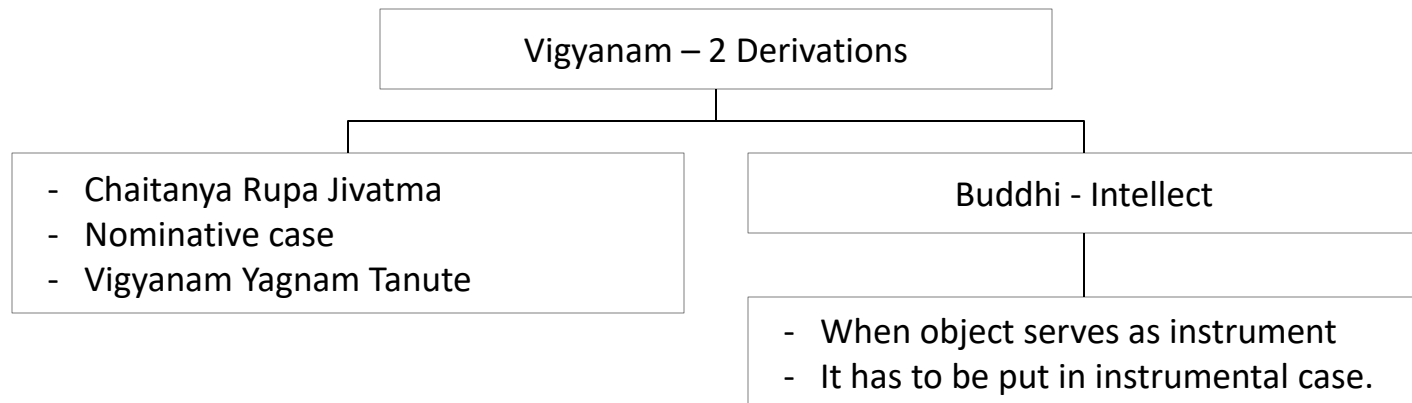 Vigyanam – 2 Derivations
- Chaitanya Rupa Jivatma
- Nominative case
- Vigyanam Yagnam Tanute
Buddhi - Intellect
- When object serves as instrument
- It has to be put in instrumental case.